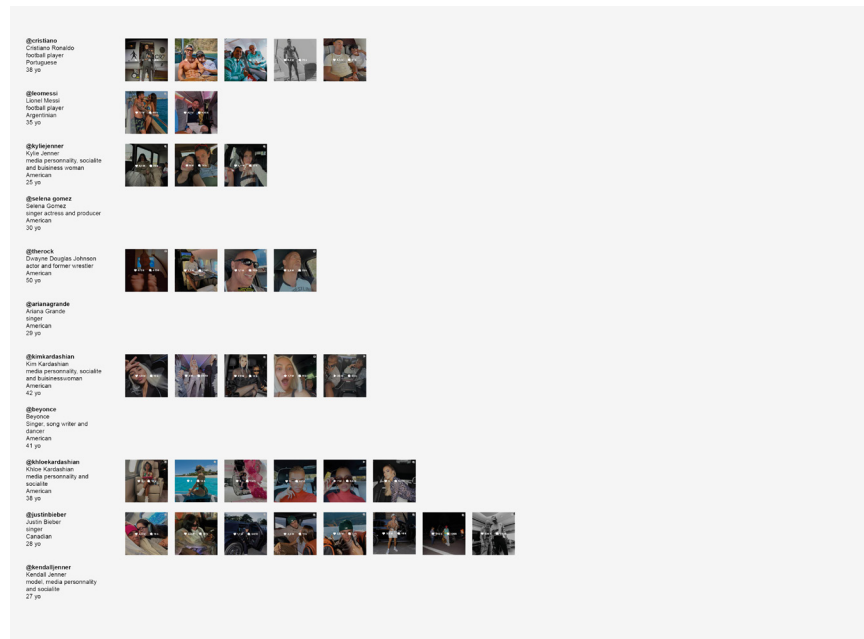 @cristiano
Cristiano Ronaldo
football player
Portuguese
38 yo
@leomessi
Lionel Messi
football player
Argentinian
35 yo
@kyliejenner
Kylie Jenner
media personnality, socialite
and buisiness woman
American
25 yo
@selena gomez
Selena Gomez
singer actress and producer
American
30 yo
@therock
Dwayne Douglas Johnson
actor and former wrestler
American
50 yo
@arianagrande
Ariana Grande
singer
American
29 yo
@kimkardashian
Kim Kardashian
media personnality, socialite
and buisinesswoman
American
42 yo
@beyonce
Beyonce
Singer, song writer and
dancer
American
41 yo
@khloekardashian
Khloe Kardashian
media personnality and
socialite
American
38 yo
@justinbieber
Justin Bieber
singer
Canadian
28 yo
@kendalljenner
Kendall Jenner
model, media personnality
and socialite
27 yo